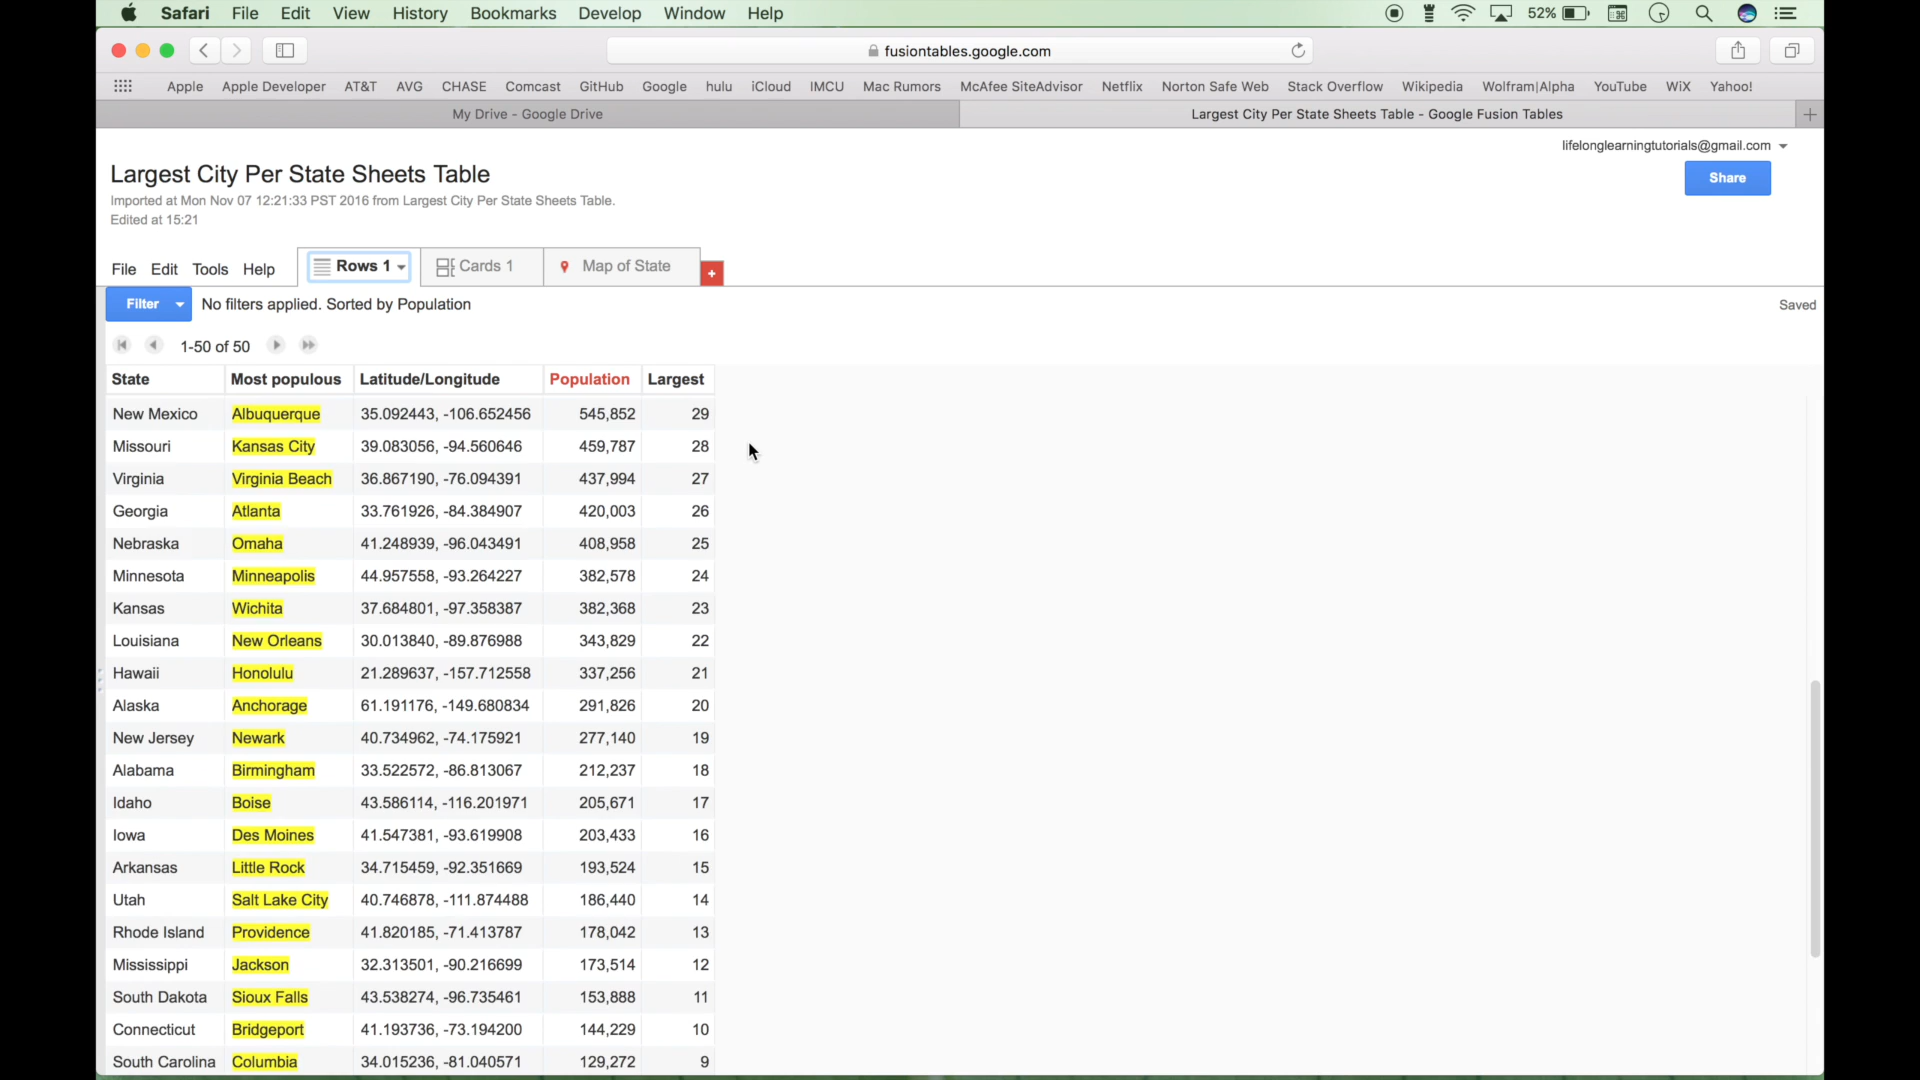 Safari File Edit View History Bookmarks Develop Window Help 52%
fusiontables.google.com
Apple Apple Developer AT&T AVG CHASE Comcast GitHub Google hulu iCloud IMCU Mac Rumors McAfee SiteAdvisor Netflix Norton Safe Web Stack Overflow Wikipedia Wolfram|Alpha YouTube WiX Yahoo!
My Drive - Google Drive Largest City Per State Sheets Table - Google Fusion Tables
lifelonglearningtutorials@gmail.com
Largest City Per State Sheets Table
Share
Imported at Mon Nov 07 12:21:33 PST 2016 from Largest City Per State Sheets Table.
Edited at 15:21
File Edit Tools Help Rows 1 Cards 1 Map of State +
Filter No filters applied. Sorted by Population Saved
1-50 of 50
State Most populous Latitude/Longitude Population Largest
New Mexico Albuquerque 35.092443, -106.652456 545,852 29
Missouri Kansas City 39.083056, -94.560646 459,787 28
Virginia Virginia Beach 36.867190, -76.094391 437,994 27
Georgia Atlanta 33.761926, -84.384907 420,003 26
Nebraska Omaha 41.248939, -96.043491 408,958 25
Minnesota Minneapolis 44.957558, -93.264227 382,578 24
Kansas Wichita 37.684801, -97.358387 382,368 23
Louisiana New Orleans 30.013840, -89.876988 343,829 22
Hawaii Honolulu 21.289637, -157.712558 337,256 21
Alaska Anchorage 61.191176, -149.680834 291,826 20
New Jersey Newark 40.734962, -74.175921 277,140 19
Alabama Birmingham 33.522572, -86.813067 212,237 18
Idaho Boise 43.586114, -116.201971 205,671 17
Iowa Des Moines 41.547381, -93.619908 203,433 16
Arkansas Little Rock 34.715459, -92.351669 193,524 15
Utah Salt Lake City 40.746878, -111.874488 186,440 14
Rhode Island Providence 41.820185, -71.413787 178,042 13
Mississippi Jackson 32.313501, -90.216699 173,514 12
South Dakota Sioux Falls 43.538274, -96.735461 153,888 11
Connecticut Bridgeport 41.193736, -73.194200 144,229 10
South Carolina Columbia 34.015236, -81.040571 129,272 9